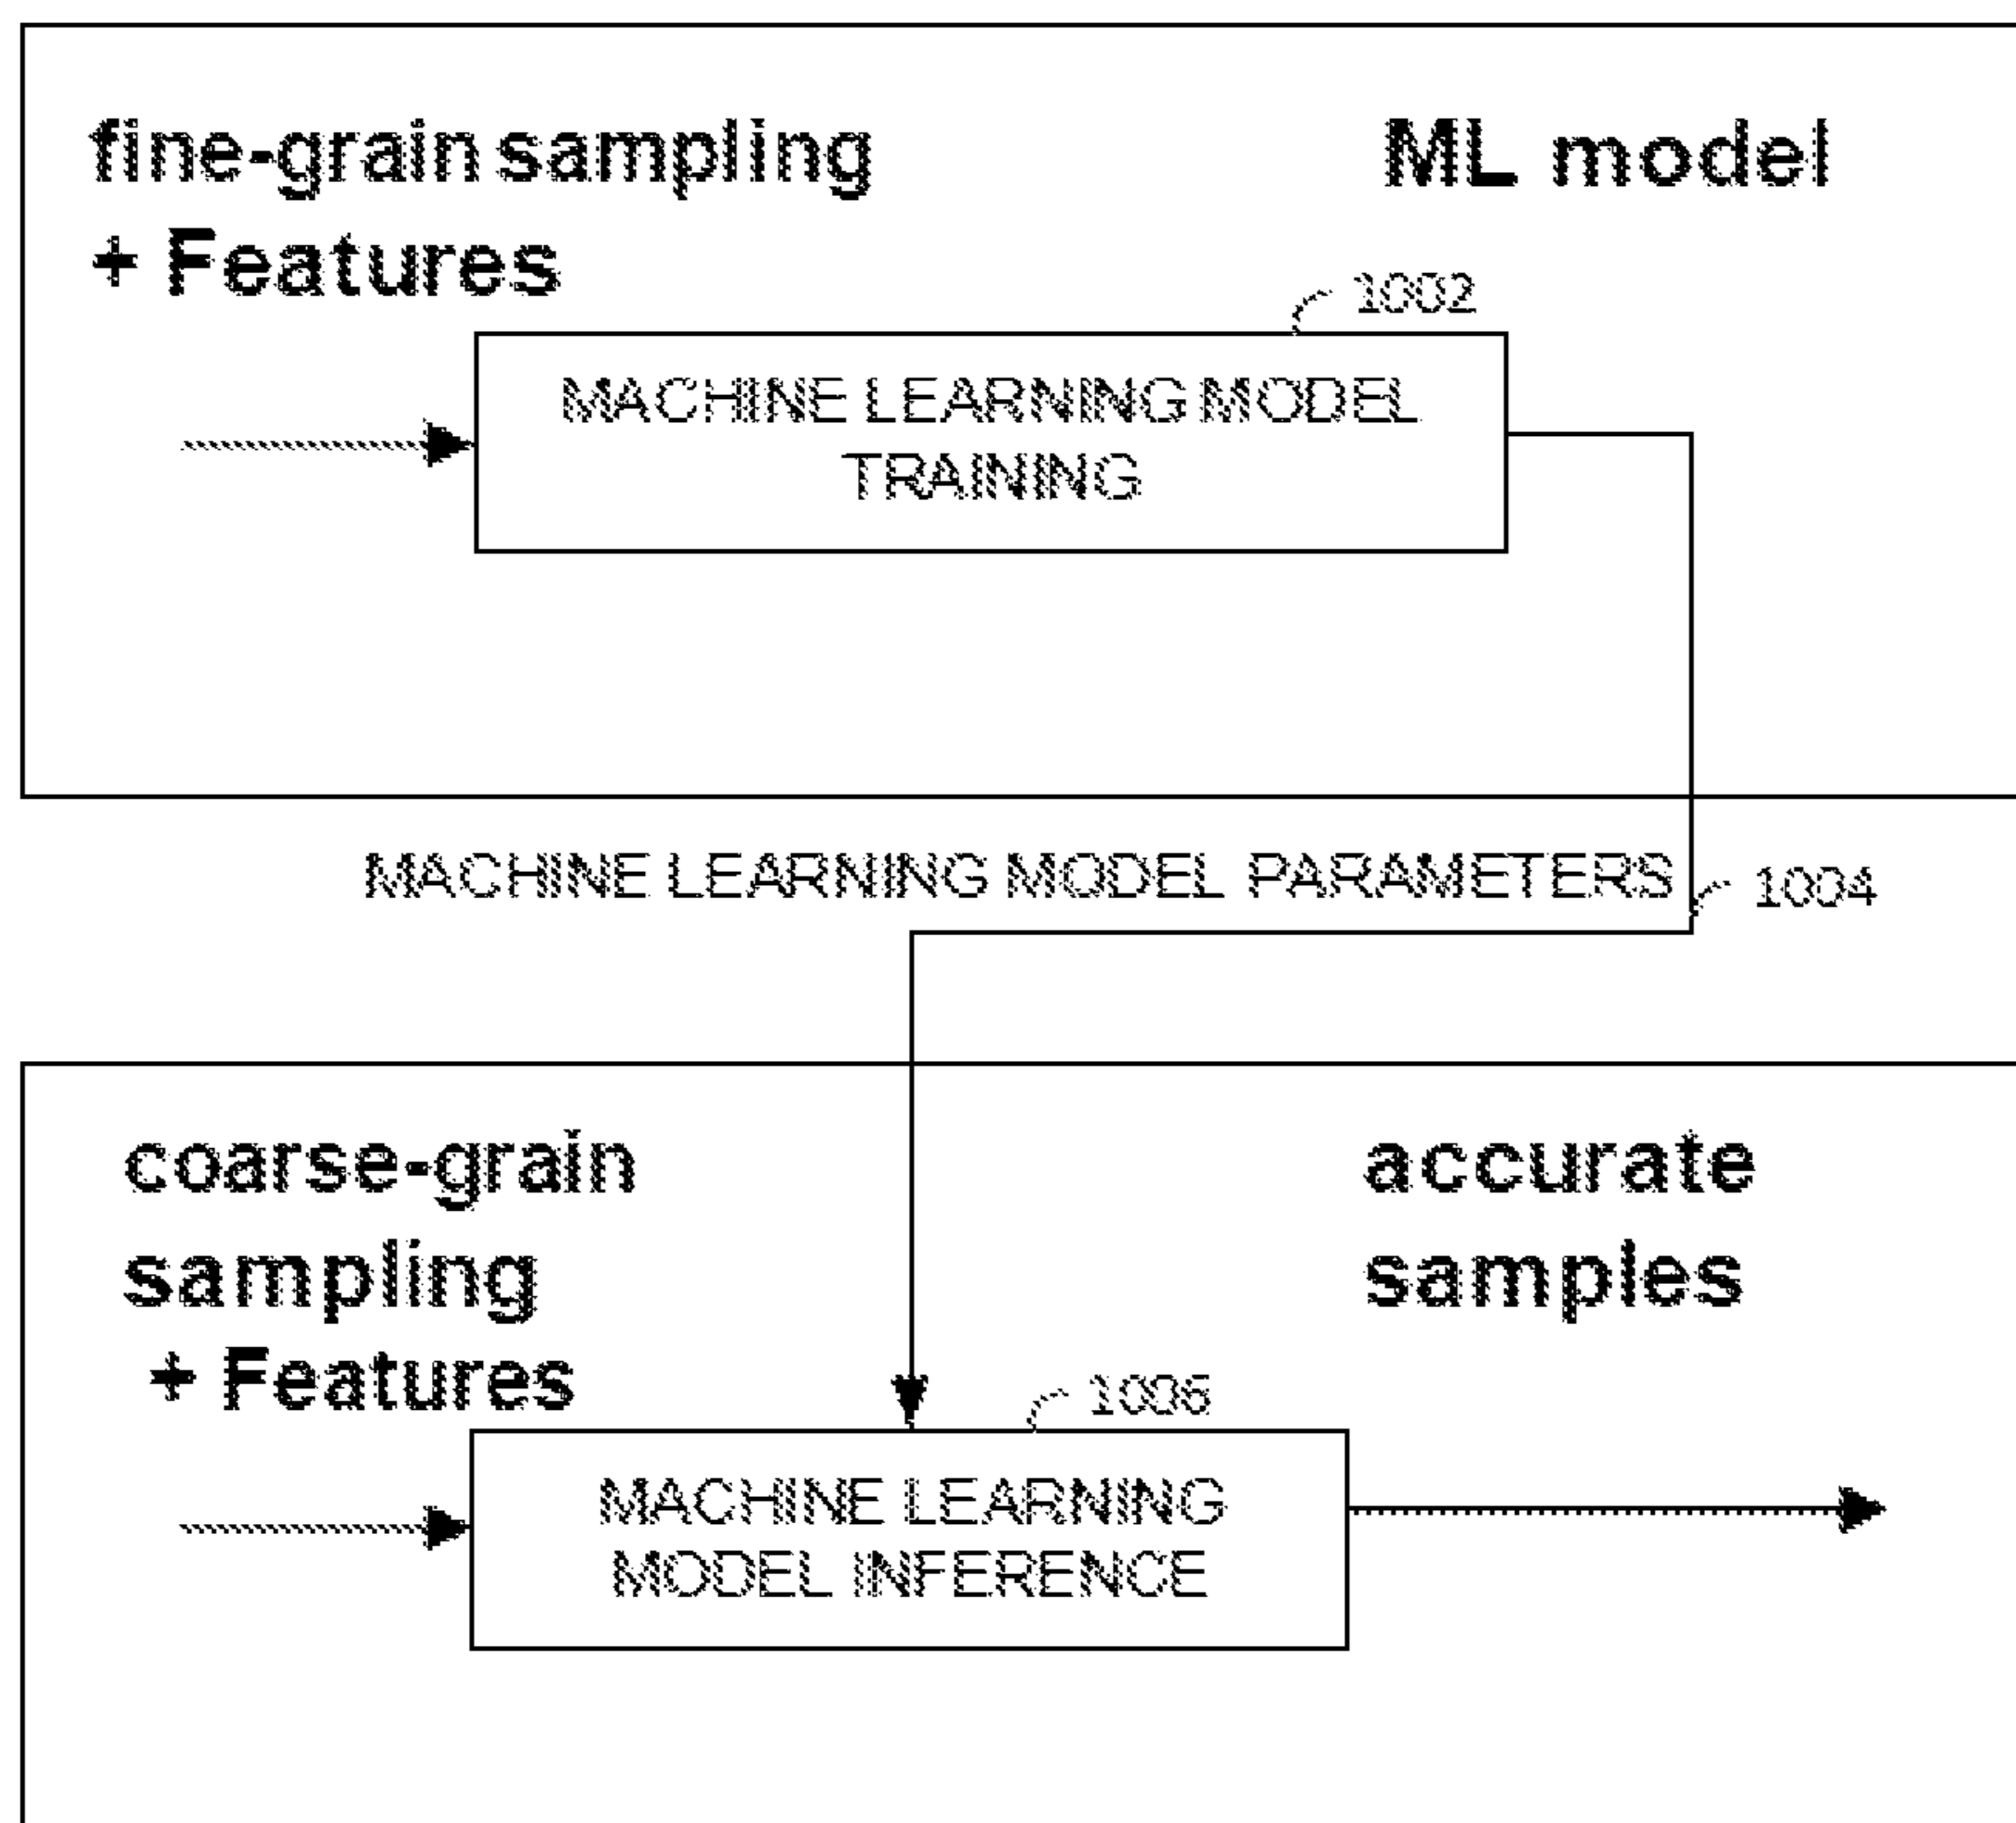 fine-grain sampling
+ Features
ML model
1002
MACHINE LEARNING MODEL
TRAINING
MACHINE LEARNING MODEL PARAMETERS
1004
coarse-grain
sampling
+ Features
accurate
samples
1006
MACHINE LEARNING
MODEL INFERENCE